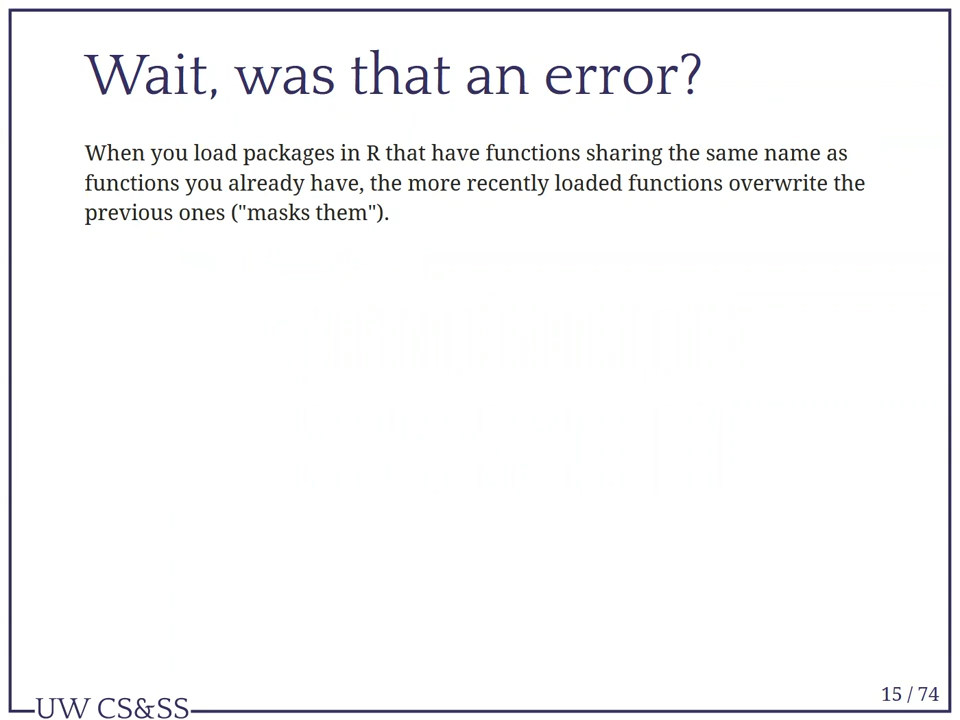 Wait, was that an error?
When you load packages in R that have functions sharing the same name as
functions you already have, the more recently loaded functions overwrite the
previous ones ("masks them").
UW CS&SS
15 / 74